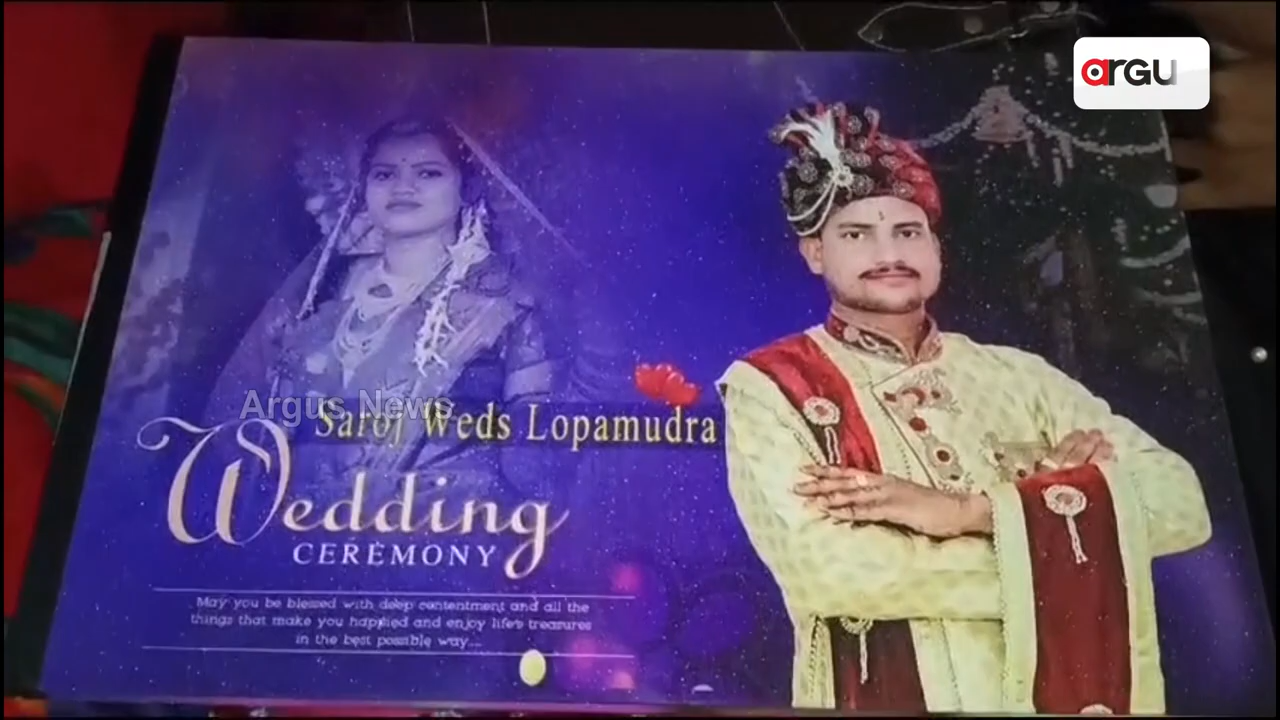 aRGU
Argus News
Saroj Weds Lopamudra
Wedding
CEREMONY
May you be blessed with deep contentment and all the
things that make you happied and enjoy life's treasures
in the best possible way...